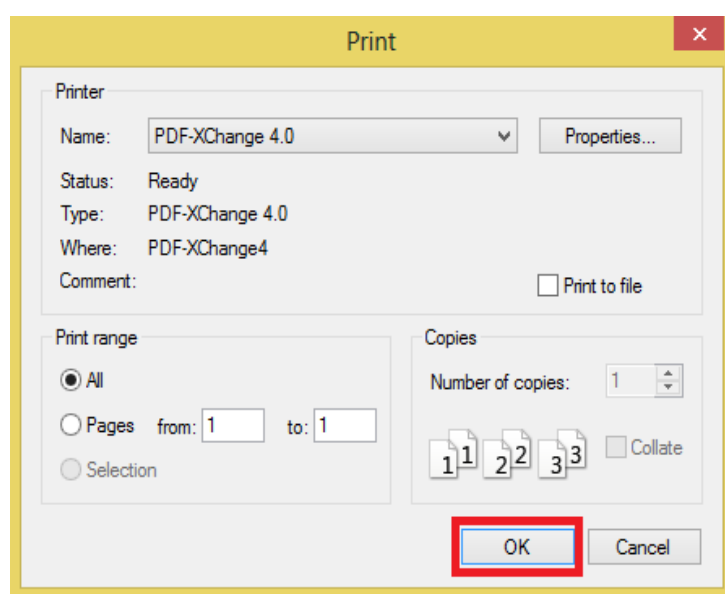 Print
Printer
Name: PDF-XChange 4.0 Properties...
Status: Ready
Type: PDF-XChange 4.0
Where: PDF-XChange4
Comment: Print to file
Print range
All
Pages from: 1 to: 1
Selection
Copies
Number of copies: 1
1 1 2 2 3 3 Collate
OK Cancel